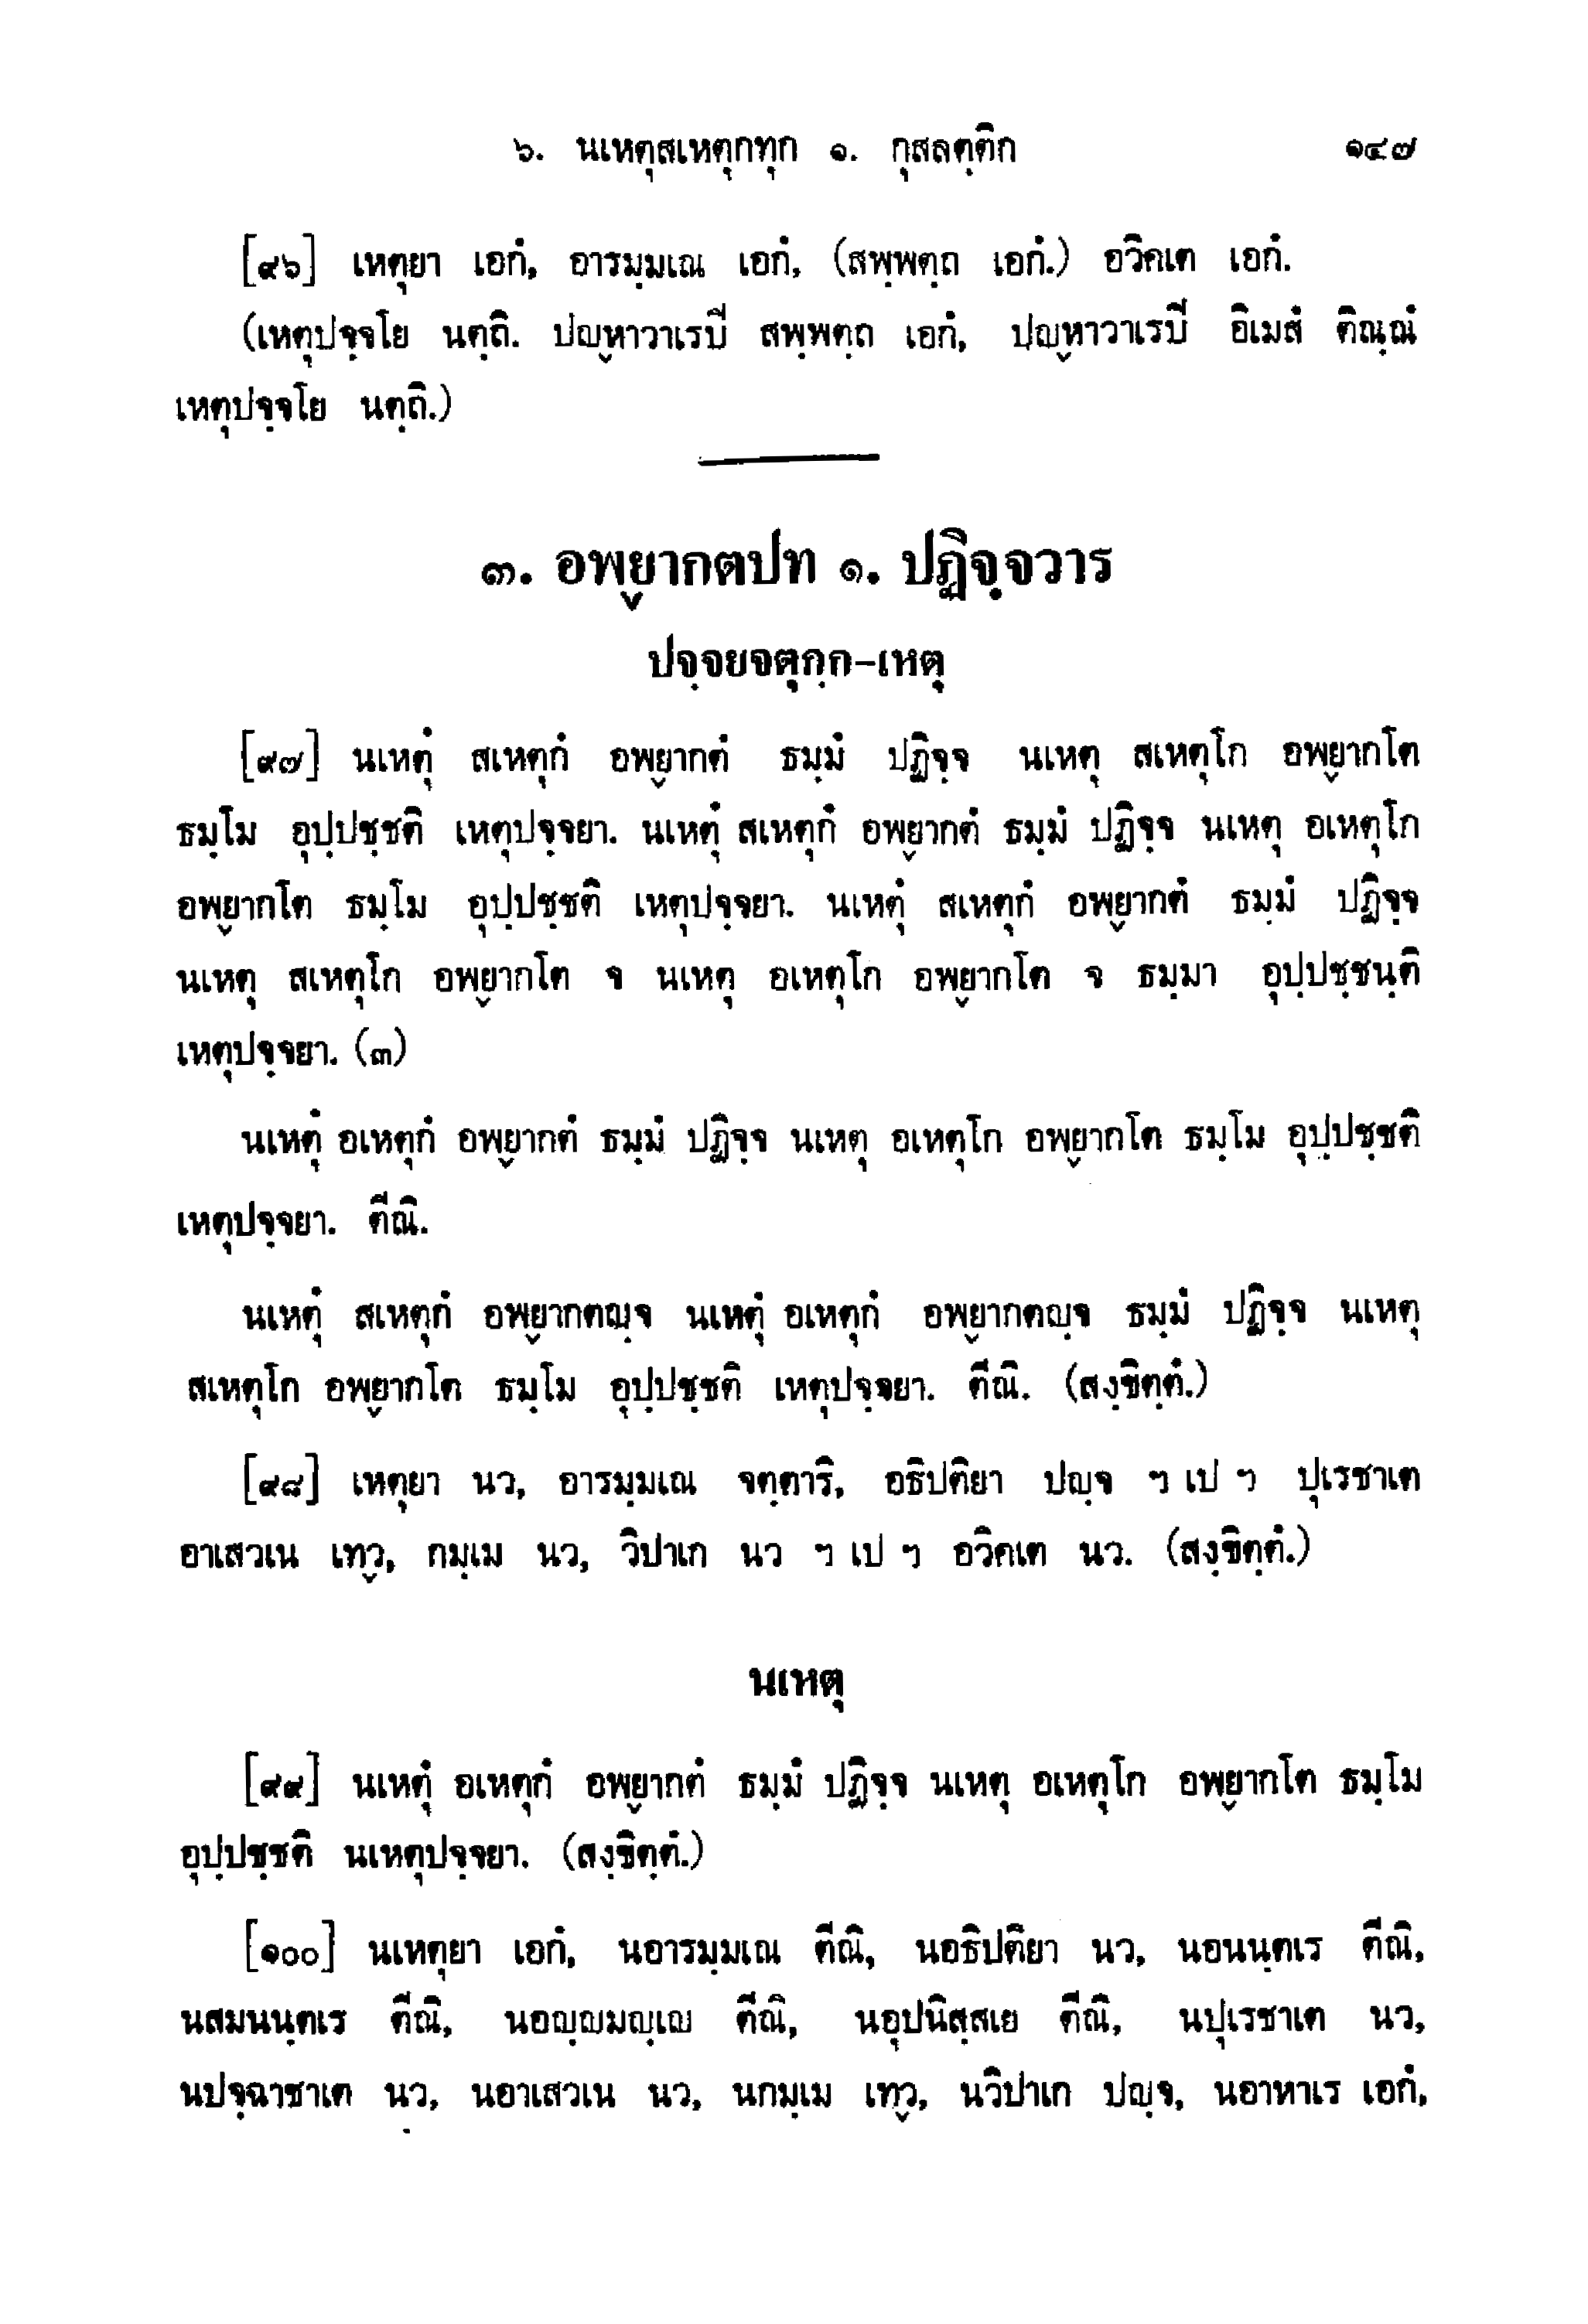 ๖. นเหตุสเหตุกทุก ๑. กุสลตฺติก ๑๔๗
[๙๖] เหตุยา เอกํ, อารมฺมเณ เอกํ, (สพฺพตฺถ เอกํ.) อวิคเต เอกํ.
(เหตุปจฺจโย นตฺถิ. ปญฺหาวาเรปิ สพฺพตฺถ เอกํ, ปญฺหาวาเรปิ อิเมสํ ติณฺณํ
เหตุปจฺจโย นตฺถิ.)
๓. อพฺยากตปท ๑. ปฏิจฺจวาร
ปจฺจยจตุกฺก-เหตุ
[๙๗] นเหตุํ สเหตุกํ อพฺยากตํ ธมฺมํ ปฏิจฺจ นเหตุ สเหตุโก อพฺยากโต
ธมฺโม อุปฺปชฺชติ เหตุปจฺจยา. นเหตุํ สเหตุกํ อพฺยากตํ ธมฺมํ ปฏิจฺจ นเหตุ อเหตุโก
อพฺยากโต ธมฺโม อุปฺปชฺชติ เหตุปจฺจยา. นเหตุํ สเหตุกํ อพฺยากตํ ธมฺมํ ปฏิจฺจ
นเหตุ สเหตุโก อพฺยากโต จ นเหตุ อเหตุโก อพฺยากโต จ ธมฺมา อุปฺปชฺชนฺติ
เหตุปจฺจยา. (๓)
นเหตุํ อเหตุกํ อพฺยากตํ ธมฺมํ ปฏิจฺจ นเหตุ อเหตุโก อพฺยากโต ธมฺโม อุปฺปชฺชติ
เหตุปจฺจยา. ตีณิ.
นเหตุํ สเหตุกํ อพฺยากตญฺจ นเหตุํ อเหตุกํ อพฺยากตญฺจ ธมฺมํ ปฏิจฺจ นเหตุ
สเหตุโก อพฺยากโต ธมฺโม อุปฺปชฺชติ เหตุปจฺจยา. ตีณิ. (สงฺขิตฺตํ.)
[๙๘] เหตุยา นว, อารมฺมเณ จตฺตาริ, อธิปติยา ปญฺจ ฯ เป ฯ ปุเรชาเต
อาเสวเน เทฺว, กมฺเม นว, วิปาเก นว ฯ เป ฯ อวิคเต นว. (สงฺขิตฺตํ.)
นเหตุ
[๙๙] นเหตุํ อเหตุกํ อพฺยากตํ ธมฺมํ ปฏิจฺจ นเหตุ อเหตุโก อพฺยากโต ธมฺโม
อุปฺปชฺชติ นเหตุปจฺจยา. (สงฺขิตฺตํ.)
[๑๐๐] นเหตุยา เอกํ, นอารมฺมเณ ตีณิ, นอธิปติยา นว, นอนนฺตเร ตีณิ,
นสมนนฺตเร ตีณิ, นอญฺญมญฺเญ ตีณิ, นอุปนิสฺสเย ตีณิ, นปุเรชาเต นว,
นปจฺฉาชาเต นว, นอาเสวเน นว, นกมฺเม เทฺว, นวิปาเก ปญฺจ, นอาหาเร เอกํ,